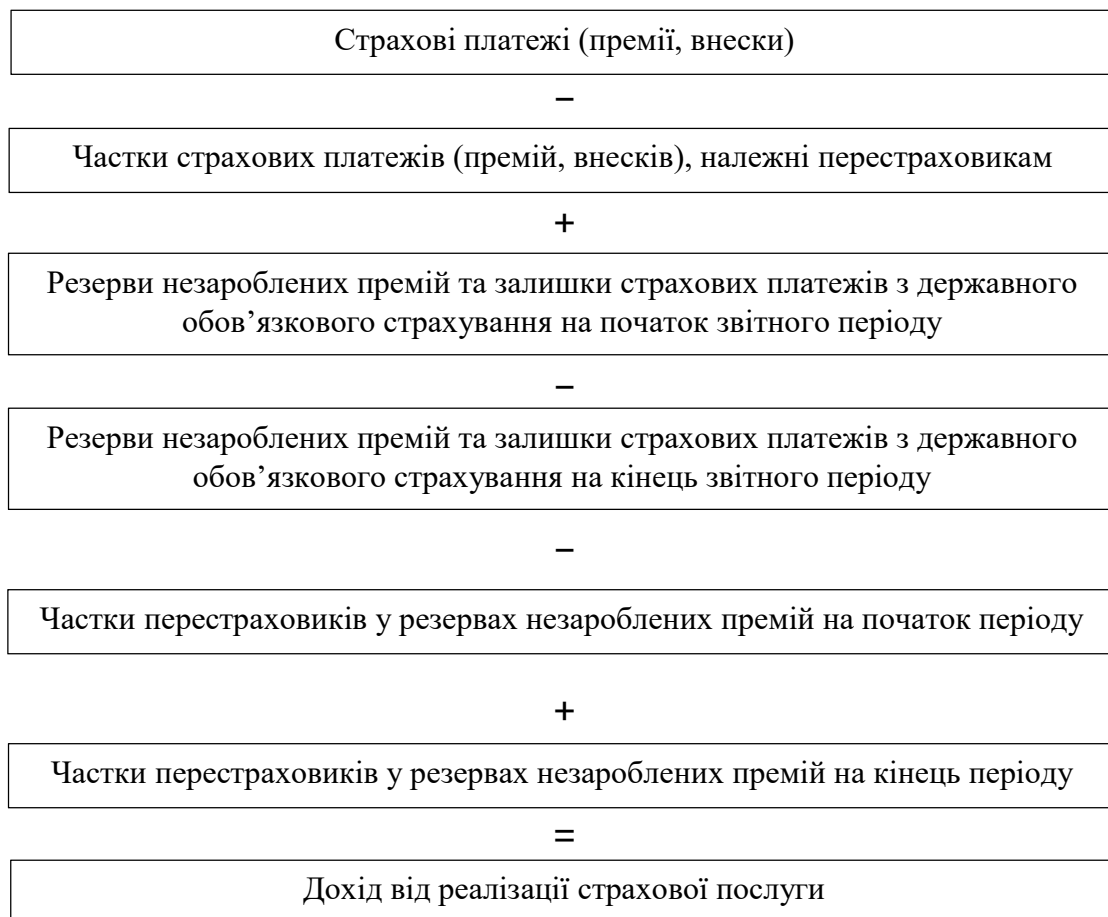 Страхові платежі (премії, внески)
–
Частки страхових платежів (премій, внесків), належні перестраховикам
+
Резерви незароблених премій та залишки страхових платежів з державного
обов’язкового страхування на початок звітного періоду
–
Резерви незароблених премій та залишки страхових платежів з державного
обов’язкового страхування на кінець звітного періоду
–
Частки перестраховиків у резервах незароблених премій на початок періоду
+
Частки перестраховиків у резервах незароблених премій на кінець періоду
=
Дохід від реалізації страхової послуги